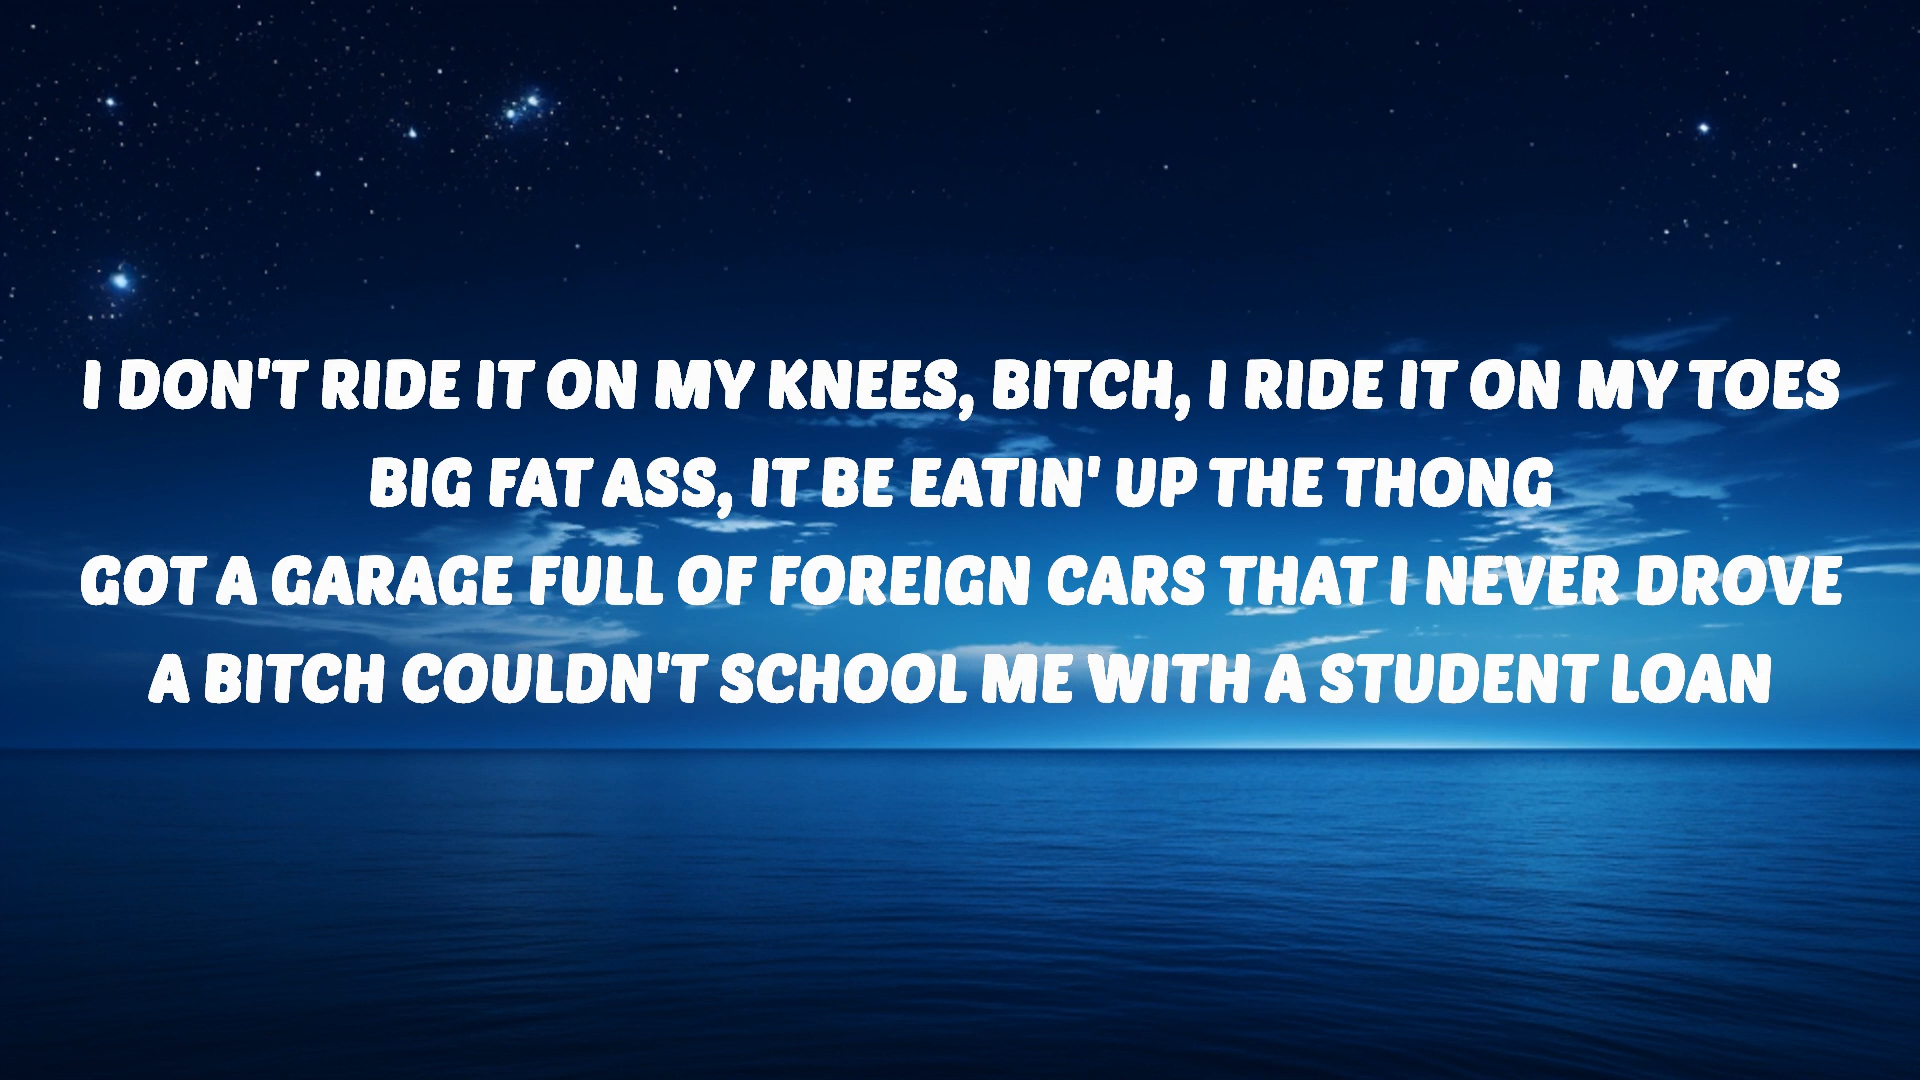 I DON'T RIDE IT ON MY KNEES, BITCH, I RIDE IT ON MY TOES
BIG FAT ASS, IT BE EATIN' UP THE THONG
GOT A GARAGE FULL OF FOREIGN CARS THAT I NEVER DROVE
A BITCH COULDN'T SCHOOL ME WITH A STUDENT LOAN